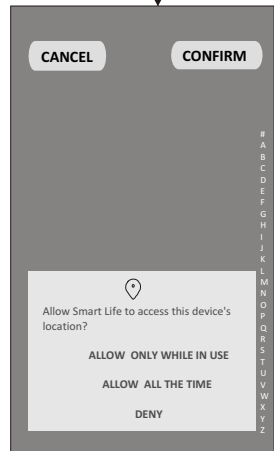 CANCEL
CONFIRM
#
A
B
C
D
E
F
G
H
I
J
K
L
M
N
O
P
Q
R
S
T
U
V
W
X
Y
Z
Allow Smart Life to access this device's
location?
ALLOW ONLY WHILE IN USE
ALLOW ALL THE TIME
DENY